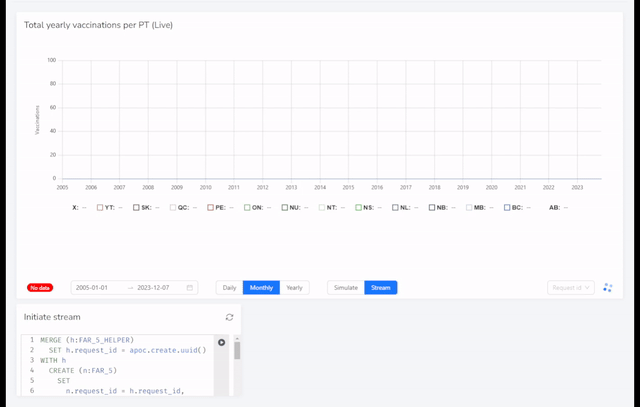 Total yearly vaccinations per PT (Live)
100
80
60
40
20
0
Vaccinations
2005 2006 2007 2008 2009 2010 2011 2012 2013 2014 2015 2016 2017 2018 2019 2020 2021 2022 2023
X: -- YT: -- SK: -- QC: -- PE: -- ON: -- NU: -- NT: -- NS: -- NL: -- NB: -- MB: -- BC: -- AB: --
No data 2005-01-01 → 2023-12-07 Daily Monthly Yearly Simulate Stream Request id
Initiate stream
1 MERGE (h:FAR_5_HELPER)
2 SET h.request_id = apoc.create.uuid()
3 WITH h
4 CREATE (n:FAR_5)
5 SET
6 n.request_id = h.request_id,